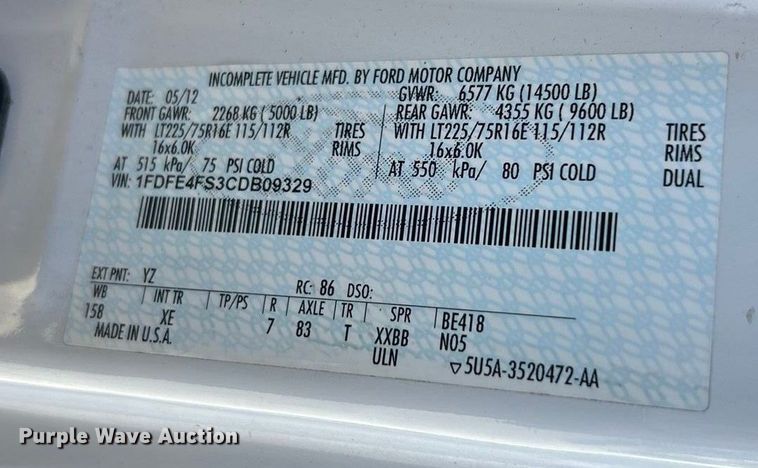 INCOMPLETE VEHICLE MFD. BY FORD MOTOR COMPANY
DATE: 05/12 GVWR: 6577 KG (14500 LB)
FRONT GAWR: 2268 KG ( 5000 LB) REAR GAWR: 4355 KG ( 9600 LB)
WITH LT225/75R16E 115/112R TIRES WITH LT225/75R16E 115/112R TIRES
16x6.0K RIMS 16x6.0K RIMS
AT 515 kPa/ 75 PSI COLD AT 550 kPa/ 80 PSI COLD DUAL
VIN: 1FDFE4FS3CDB09329
EXT PNT: YZ RC: 86 DSO:
WB INT TR TP/PS R AXLE TR SPR BE418
158 XE 7 83 T XXBB N05
MADE IN U.S.A. ULN ▽5U5A-3520472-AA
Purple Wave Auction